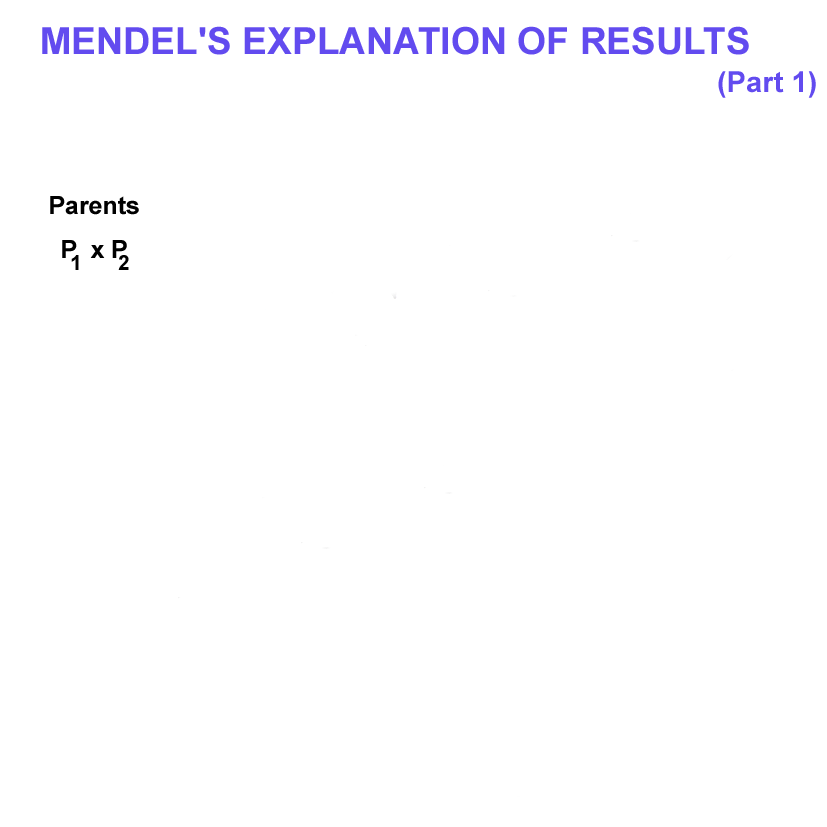 MENDEL'S EXPLANATION OF RESULTS
(Part 1)
Parents
P1 x P2